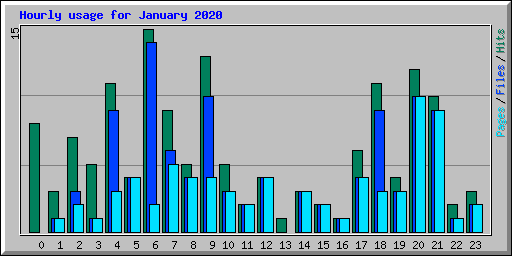 Hourly usage for January 2020
15
Pages/Files/Hits
0 1 2 3 4 5 6 7 8 9 10 11 12 13 14 15 16 17 18 19 20 21 22 23